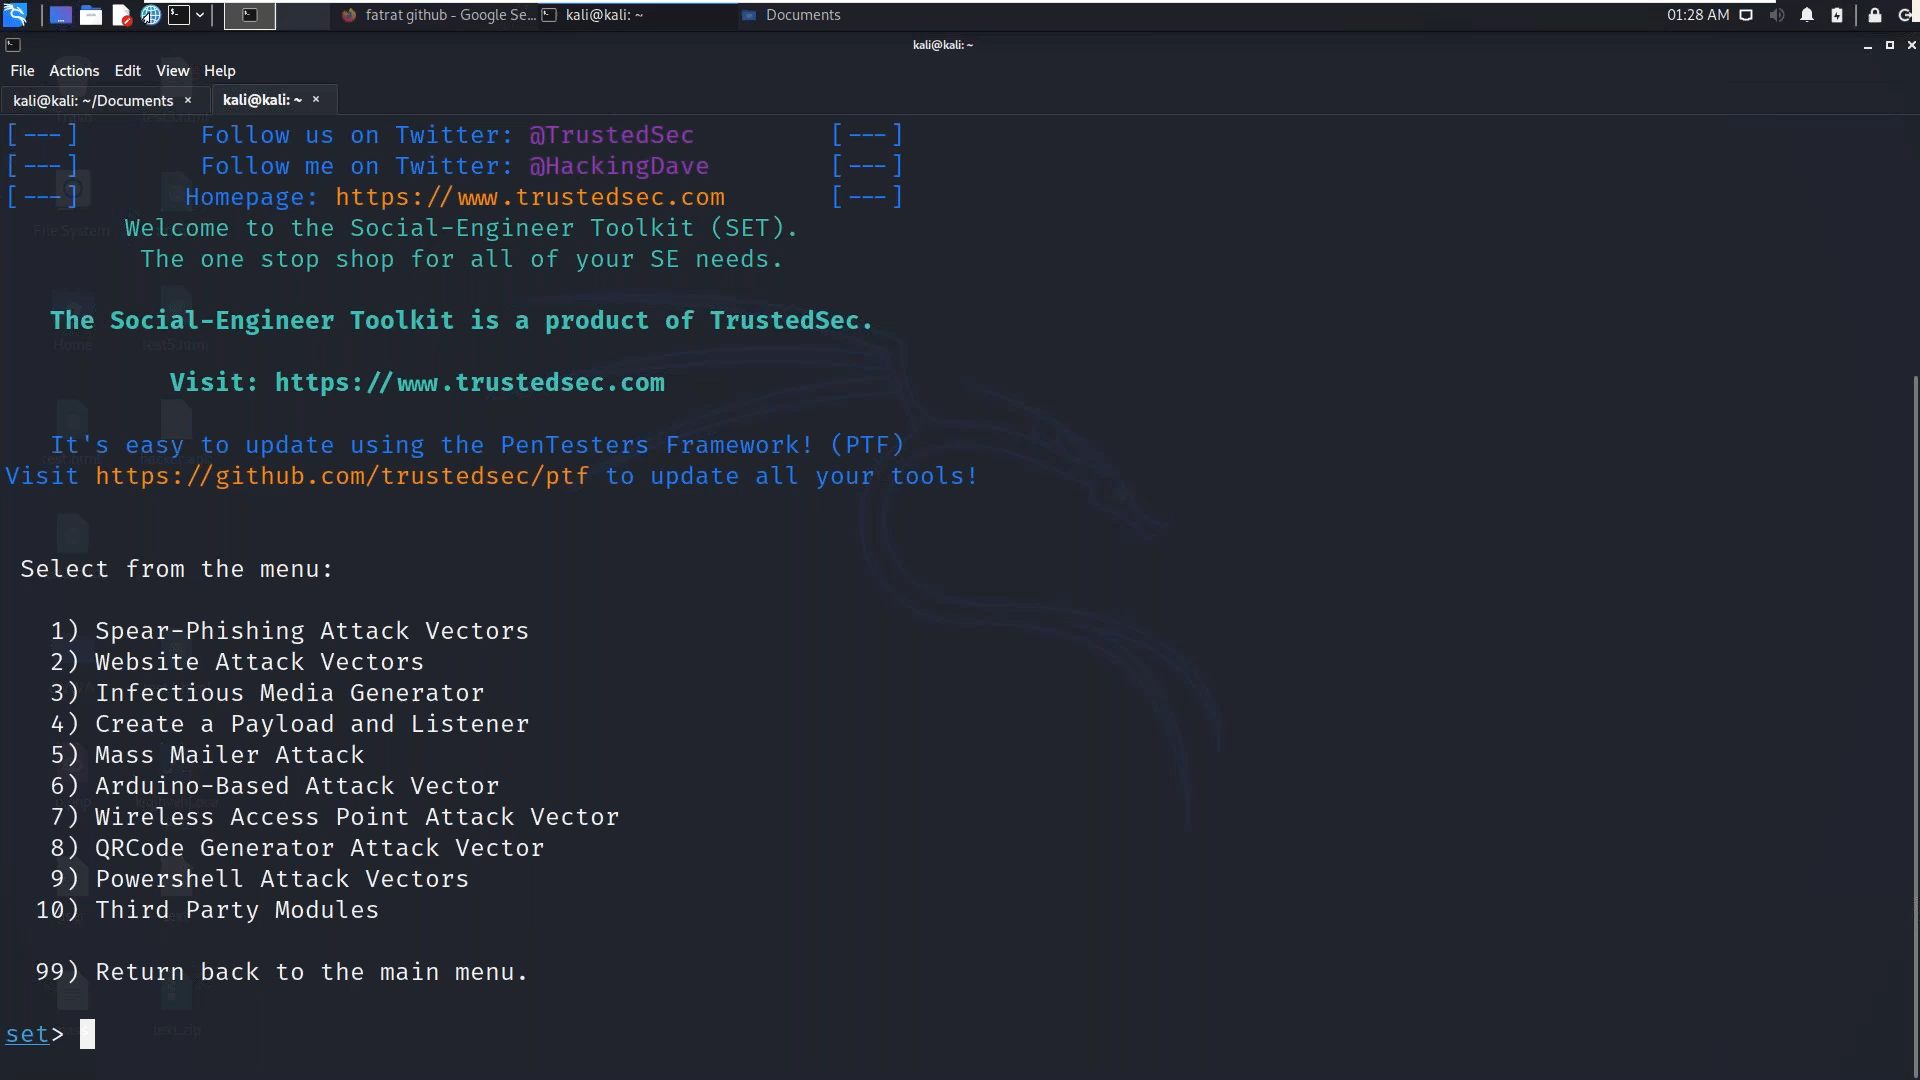 fatrat github - Google Se...
kali@kali: ~
Documents
01:28 AM
kali@kali: ~
File Actions Edit View Help
kali@kali: ~/Documents ×
kali@kali: ~ ×
[---] Follow us on Twitter: @TrustedSec [---]
[---] Follow me on Twitter: @HackingDave [---]
[---] Homepage: https://www.trustedsec.com [---]
Welcome to the Social-Engineer Toolkit (SET).
The one stop shop for all of your SE needs.
The Social-Engineer Toolkit is a product of TrustedSec.
Visit: https://www.trustedsec.com
It's easy to update using the PenTesters Framework! (PTF)
Visit https://github.com/trustedsec/ptf to update all your tools!
Select from the menu:
1) Spear-Phishing Attack Vectors
2) Website Attack Vectors
3) Infectious Media Generator
4) Create a Payload and Listener
5) Mass Mailer Attack
6) Arduino-Based Attack Vector
7) Wireless Access Point Attack Vector
8) QRCode Generator Attack Vector
9) Powershell Attack Vectors
10) Third Party Modules
99) Return back to the main menu.
set>
File System
Home
test5.html